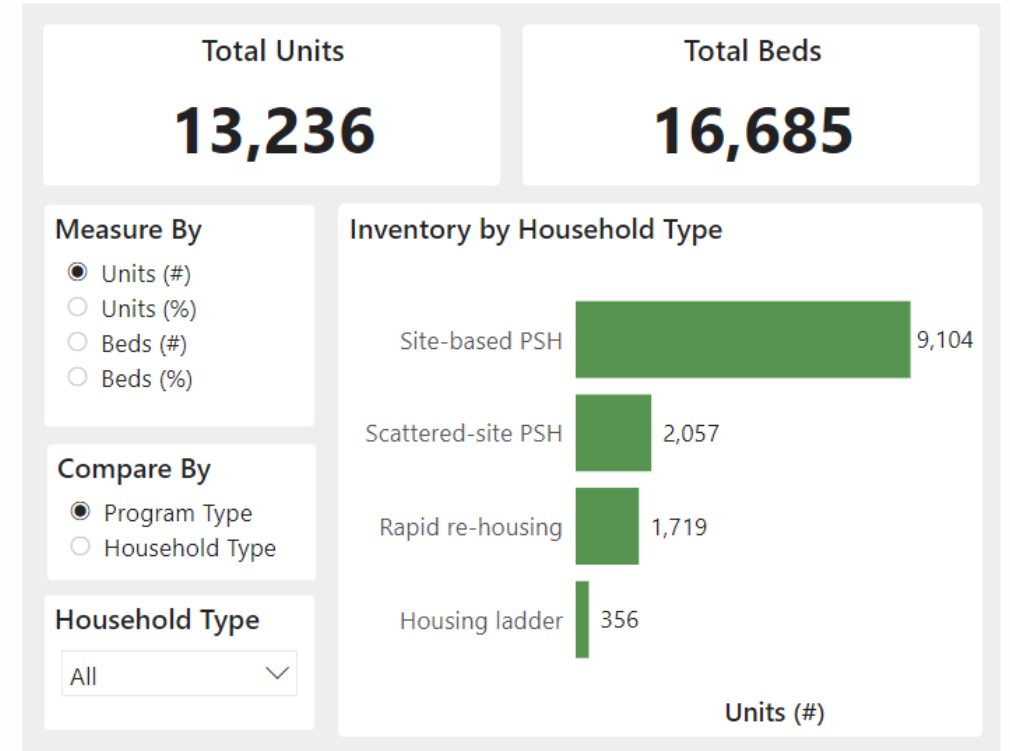 Total Units
13,236
Total Beds
16,685
Measure By
Units (#)
Units (%)
Beds (#)
Beds (%)
Compare By
Program Type
Household Type
Household Type
All
Inventory by Household Type
Site-based PSH 9,104
Scattered-site PSH 2,057
Rapid re-housing 1,719
Housing ladder 356
Units (#)